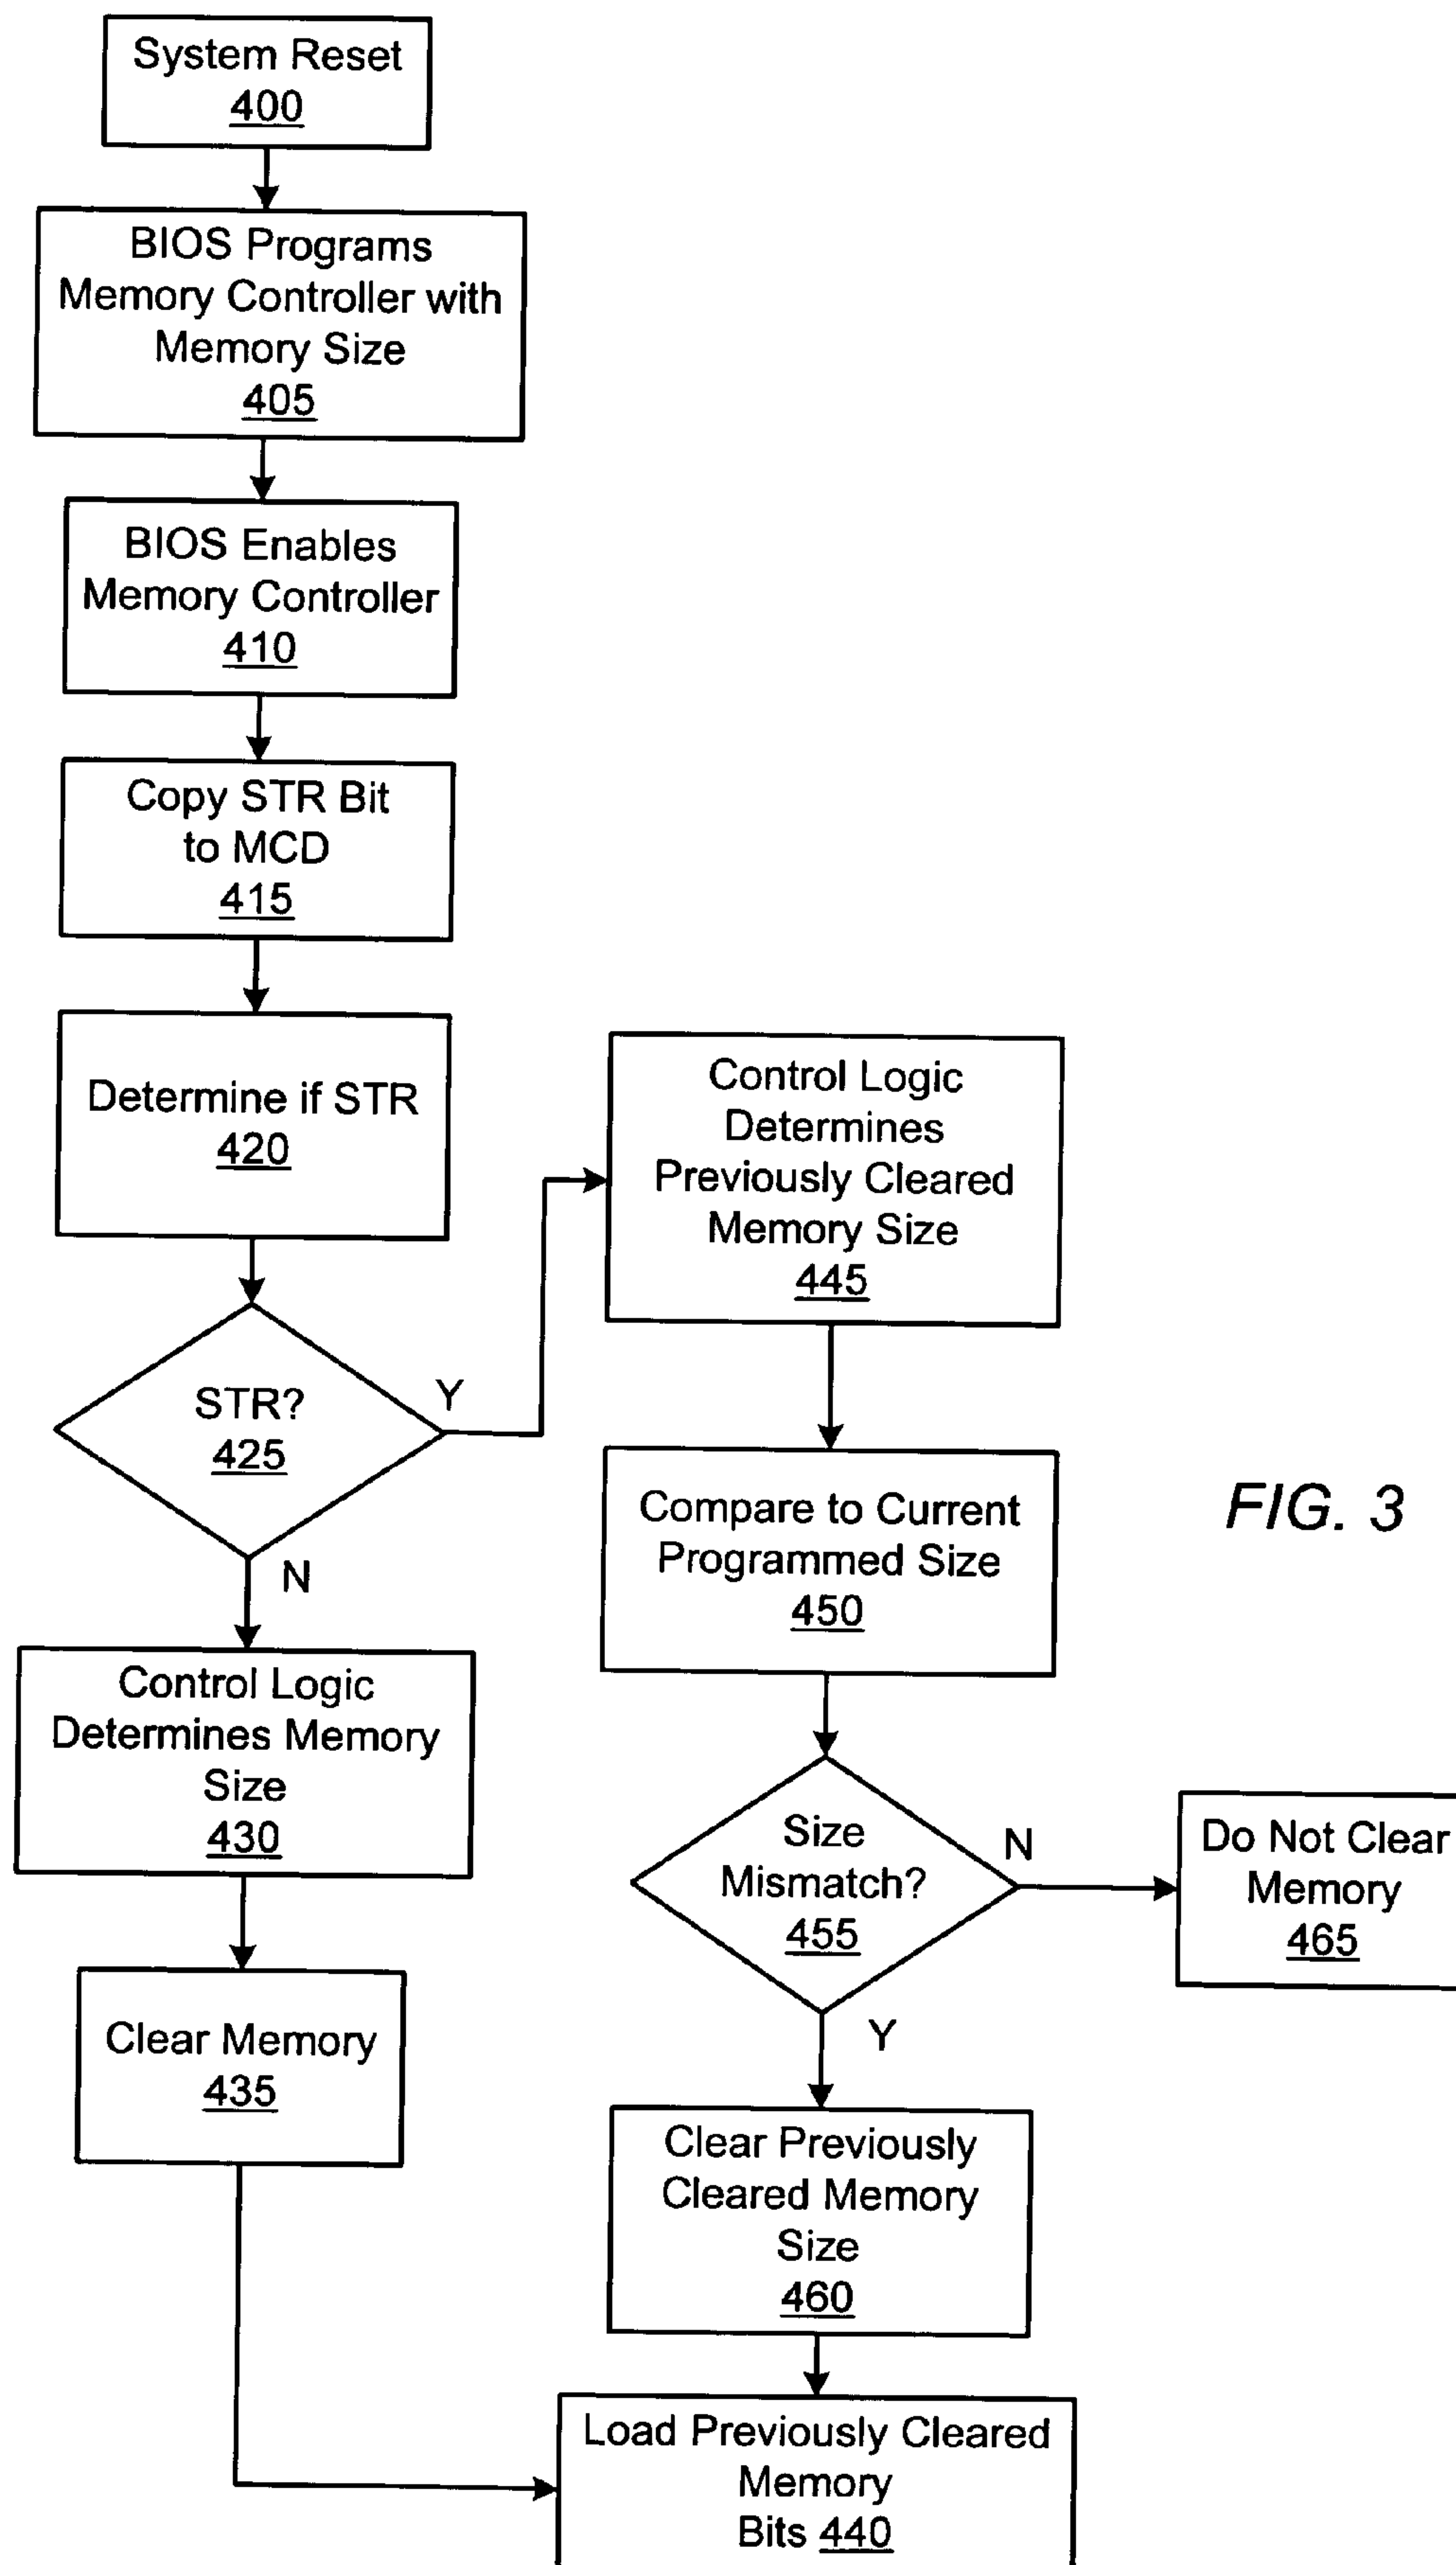 System Reset
400
BIOS Programs
Memory Controller with
Memory Size
405
BIOS Enables
Memory Controller
410
Copy STR Bit
to MCD
415
Determine if STR
420
STR?
425
Y
N
Control Logic
Determines Memory
Size
430
Clear Memory
435
Control Logic
Determines
Previously Cleared
Memory Size
445
Compare to Current
Programmed Size
450
Size
Mismatch?
455
N
Y
Do Not Clear
Memory
465
Clear Previously
Cleared Memory
Size
460
Load Previously Cleared
Memory
Bits 440
FIG. 3